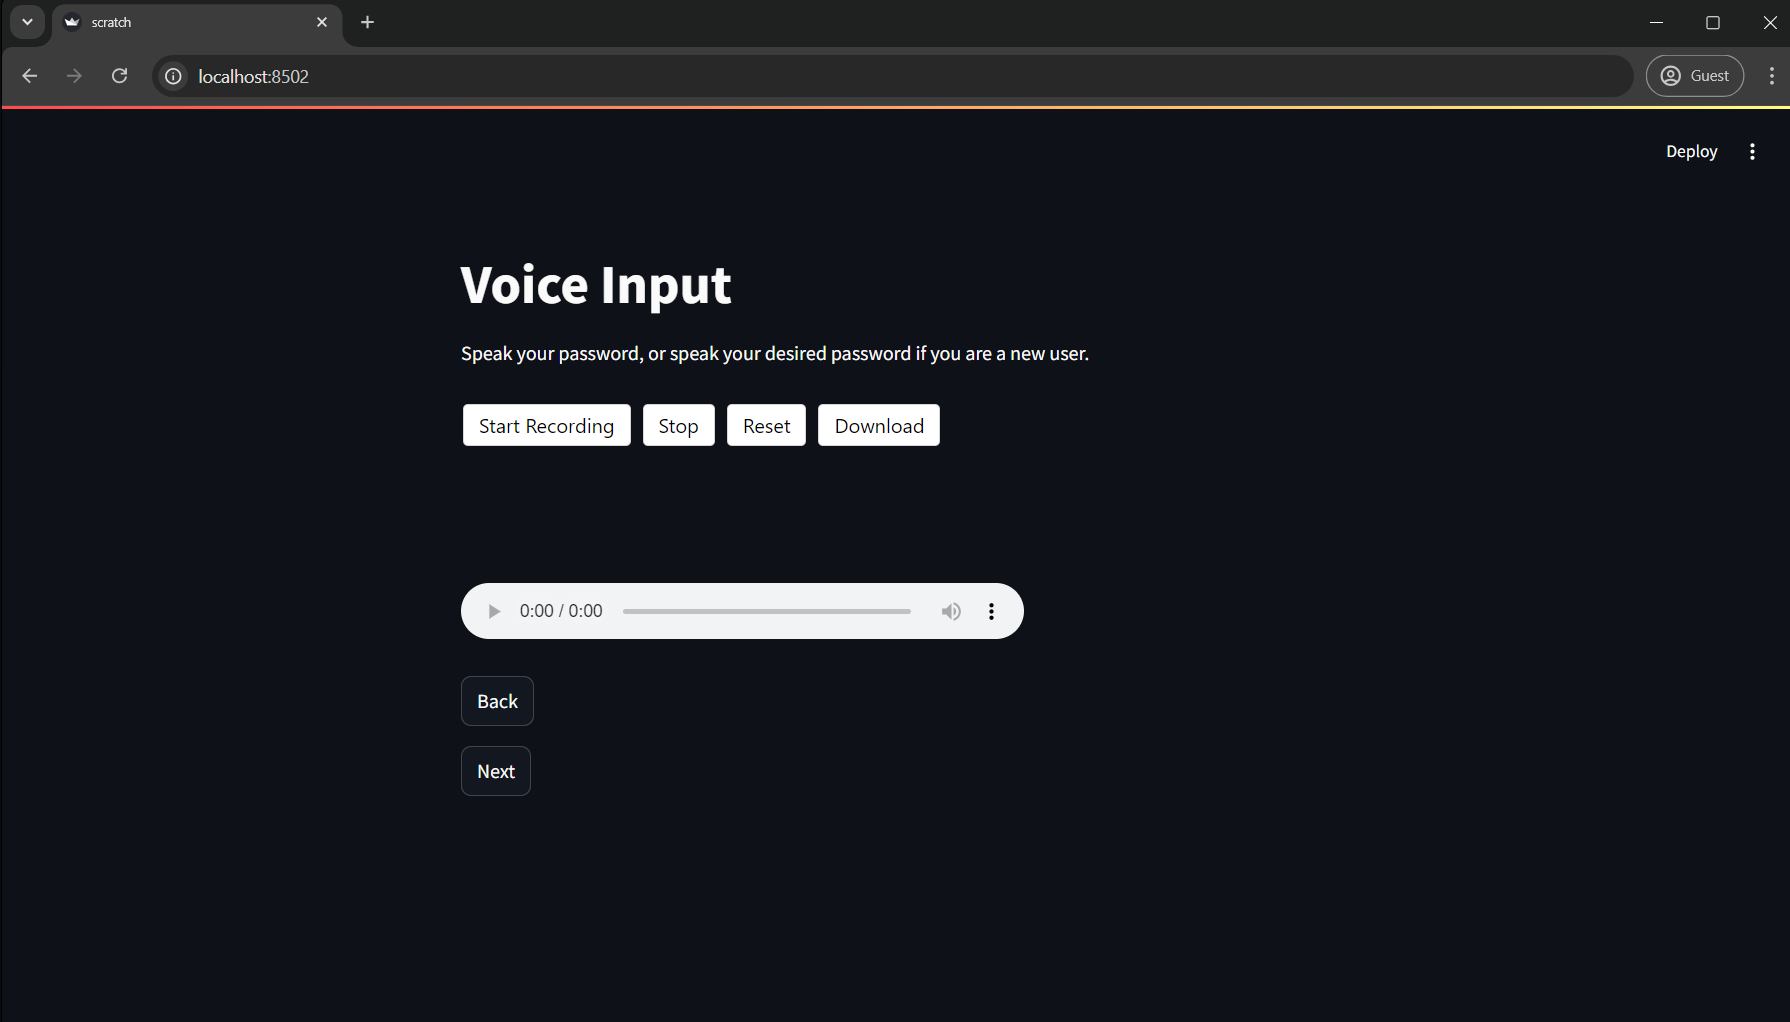 scratch
localhost:8502
Guest
Deploy
Voice Input
Speak your password, or speak your desired password if you are a new user.
Start Recording Stop Reset Download
0:00 / 0:00
Back
Next